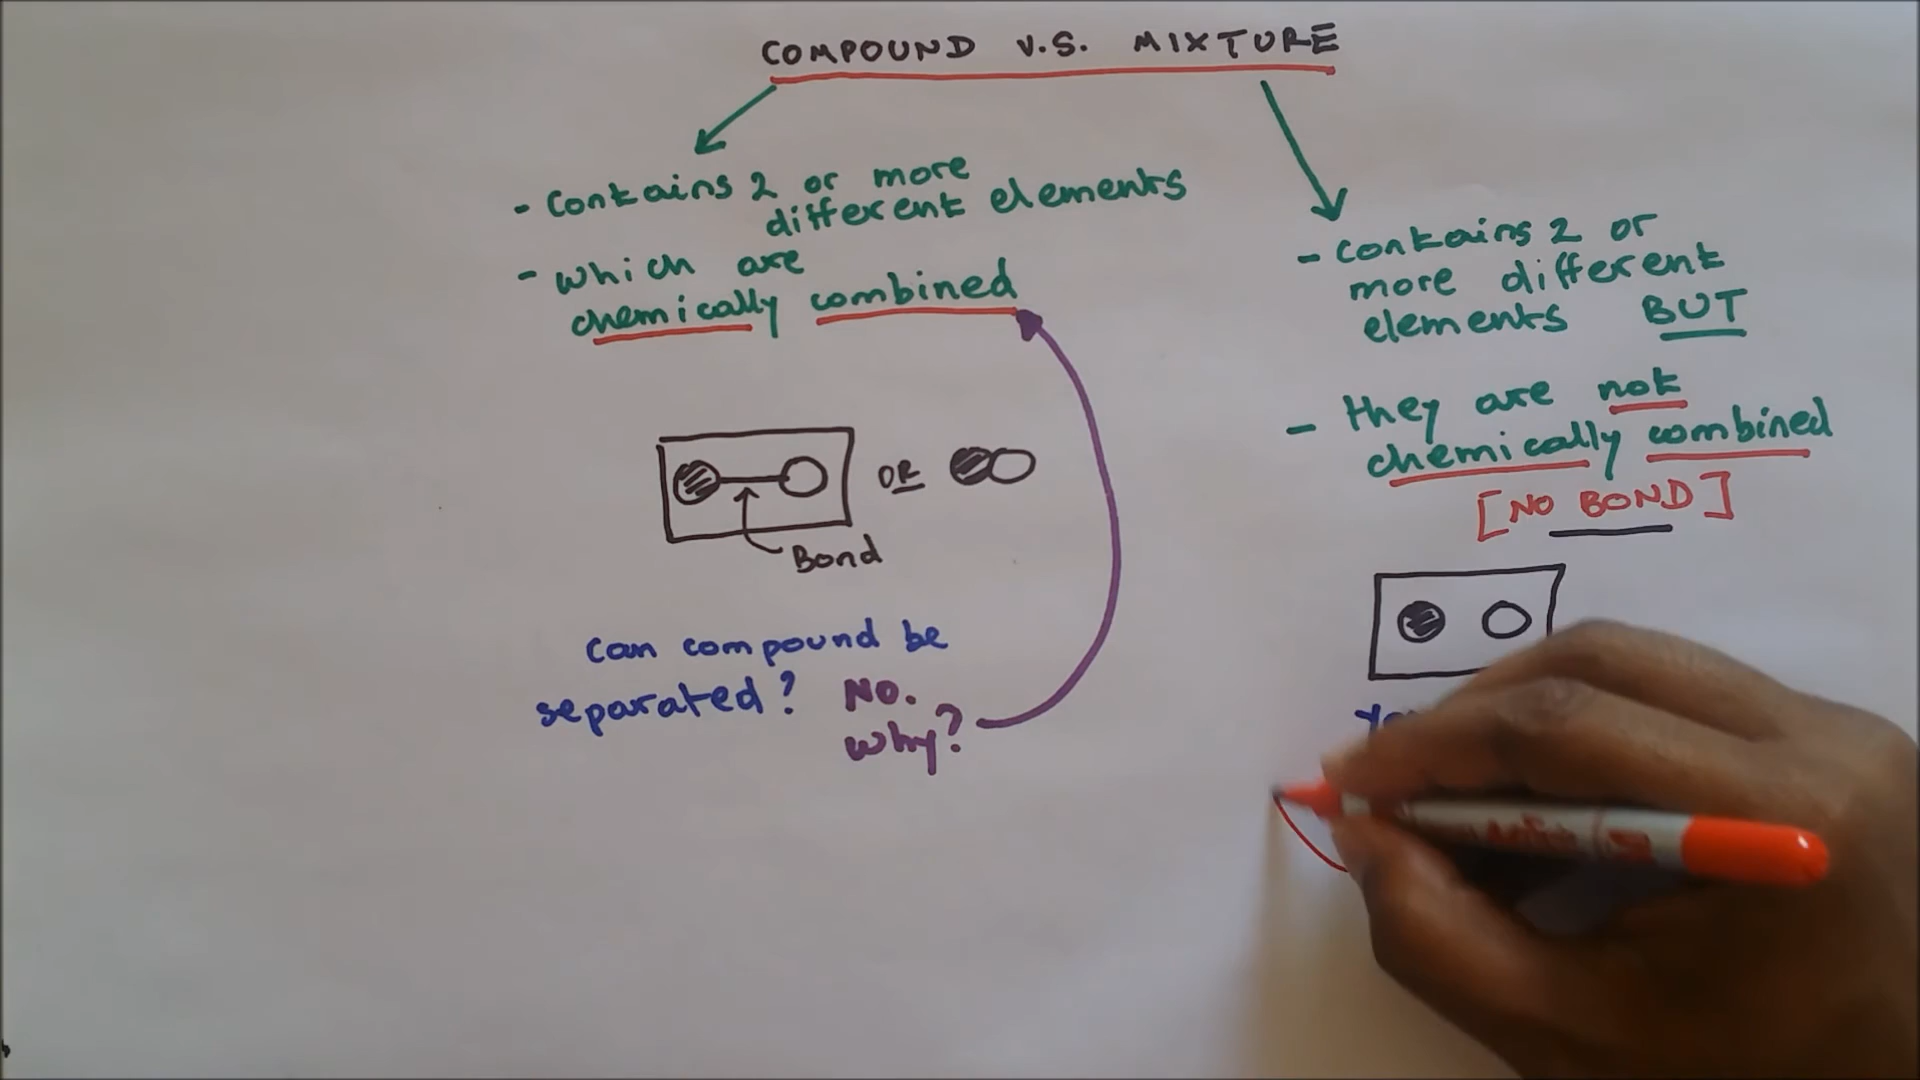 COMPOUND V.S. MIXTURE
- Contains 2 or more
different elements
- which are
chemically combined
OR
Bond
can compound be
separated? NO.
why?
- contains 2 or
more different
elements BUT
- they are not
chemically combined
[NO BOND]